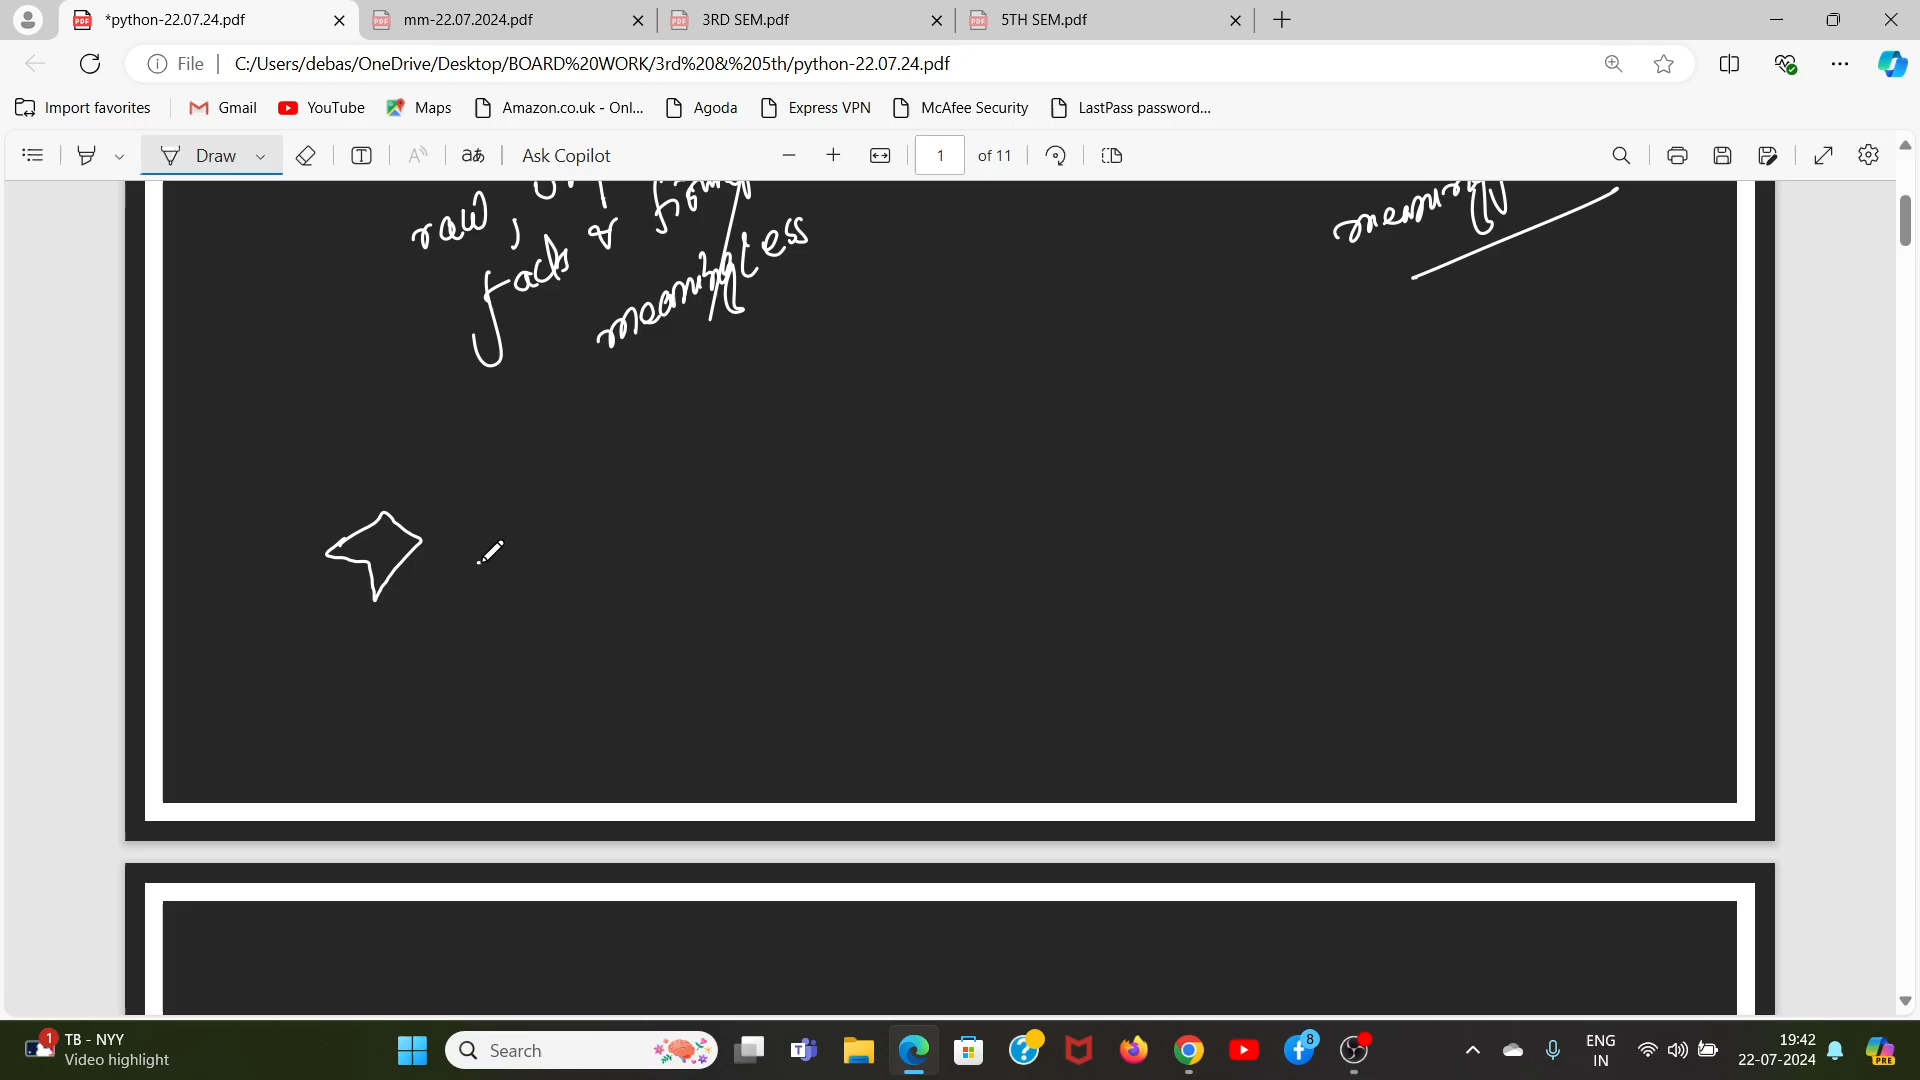 *python-22.07.24.pdf
mm-22.07.2024.pdf
3RD SEM.pdf
5TH SEM.pdf
File
C:/Users/debas/OneDrive/Desktop/BOARD%20WORK/3rd%20&%205th/python-22.07.24.pdf
Import favorites
Gmail
YouTube
Maps
Amazon.co.uk - Onl...
Agoda
Express VPN
McAfee Security
LastPass password...
Draw
Ask Copilot
1 of 11
raw,
facts &
meaningless
TB - NYY
Video highlight
1
Search
8
ENG
IN
19:42
22-07-2024
PRE